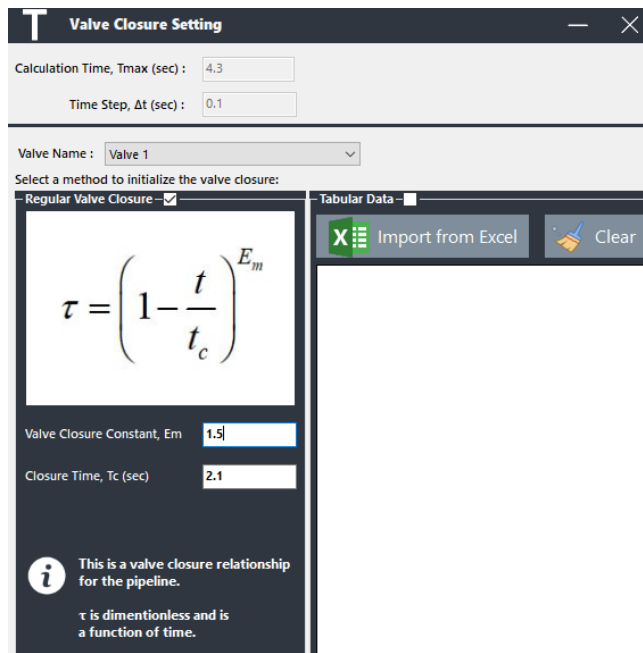 T Valve Closure Setting
Calculation Time, Tmax (sec) : 4.3
Time Step, Δt (sec) : 0.1
Valve Name : Valve 1
Select a method to initialize the valve closure:
Regular Valve Closure
Tabular Data
Import from Excel
Clear
τ = (1 − t / t_c)^{E_m}
Valve Closure Constant, Em 1.5
Closure Time, Tc (sec) 2.1
This is a valve closure relationship
for the pipeline.
τ is dimentionless and is
a function of time.